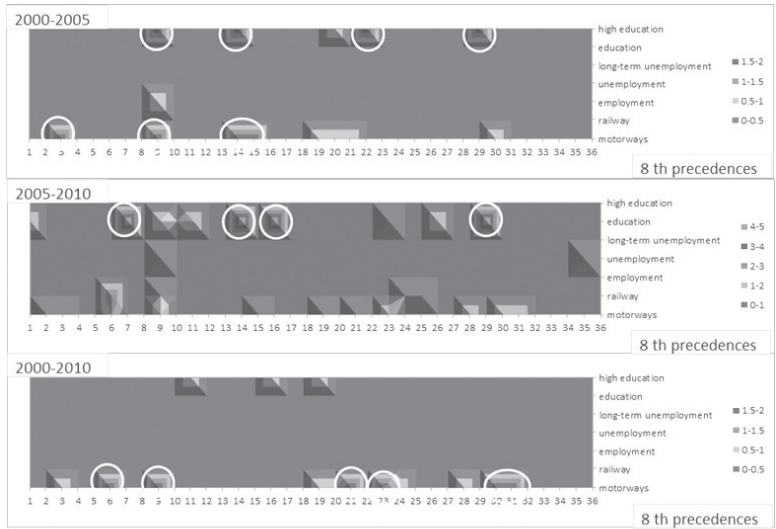 2000-2005
high education
education
long-term unemployment
unemployment
employment
railway
motorways
1.5-2
1-1.5
0.5-1
0-0.5
1 2 3 4 5 6 7 8 9 10 11 12 13 14 15 16 17 18 19 20 21 22 23 24 25 26 27 28 29 30 31 32 33 34 35 36
8 th precedences
2005-2010
high education
education
long-term unemployment
unemployment
employment
railway
motorways
4-5
3-4
2-3
1-2
0-1
1 2 3 4 5 6 7 8 9 10 11 12 13 14 15 16 17 18 19 20 21 22 23 24 25 26 27 28 29 30 31 32 33 34 35 36
8 th precedences
2000-2010
high education
education
long-term unemployment
unemployment
employment
railway
motorways
1.5-2
1-1.5
0.5-1
0-0.5
1 2 3 4 5 6 7 8 9 10 11 12 13 14 15 16 17 18 19 20 21 22 23 24 25 26 27 28 29 30 31 32 33 34 35 36
8 th precedences